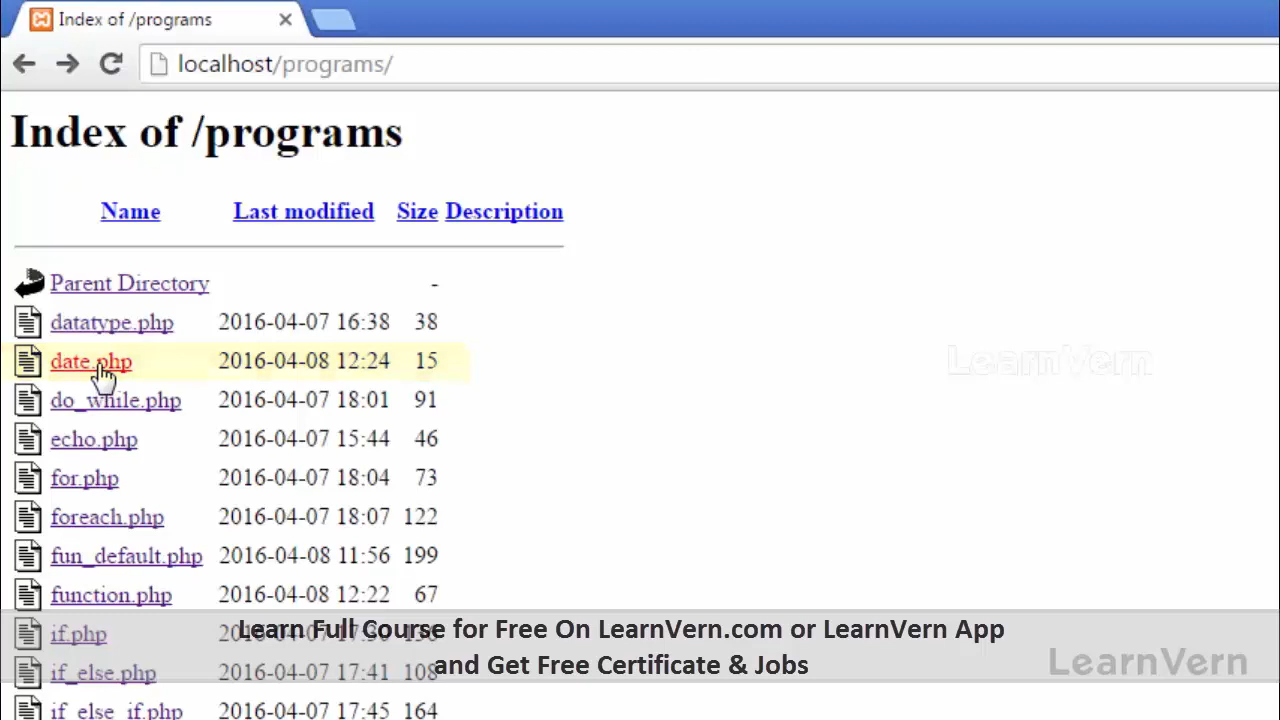 Index of /programs
localhost/programs/
Index of /programs
Name Last modified Size Description
Parent Directory -
datatype.php 2016-04-07 16:38 38
date.php 2016-04-08 12:24 15
LearnVern
do_while.php 2016-04-07 18:01 91
echo.php 2016-04-07 15:44 46
for.php 2016-04-07 18:04 73
foreach.php 2016-04-07 18:07 122
fun_default.php 2016-04-08 11:56 199
function.php 2016-04-08 12:22 67
if.php
Learn Full Course for Free On LearnVern.com or LearnVern App
if_else.php 2016-04-07 17:41 108
and Get Free Certificate & Jobs
LearnVern
if_else_if.php 2016-04-07 17:45 164